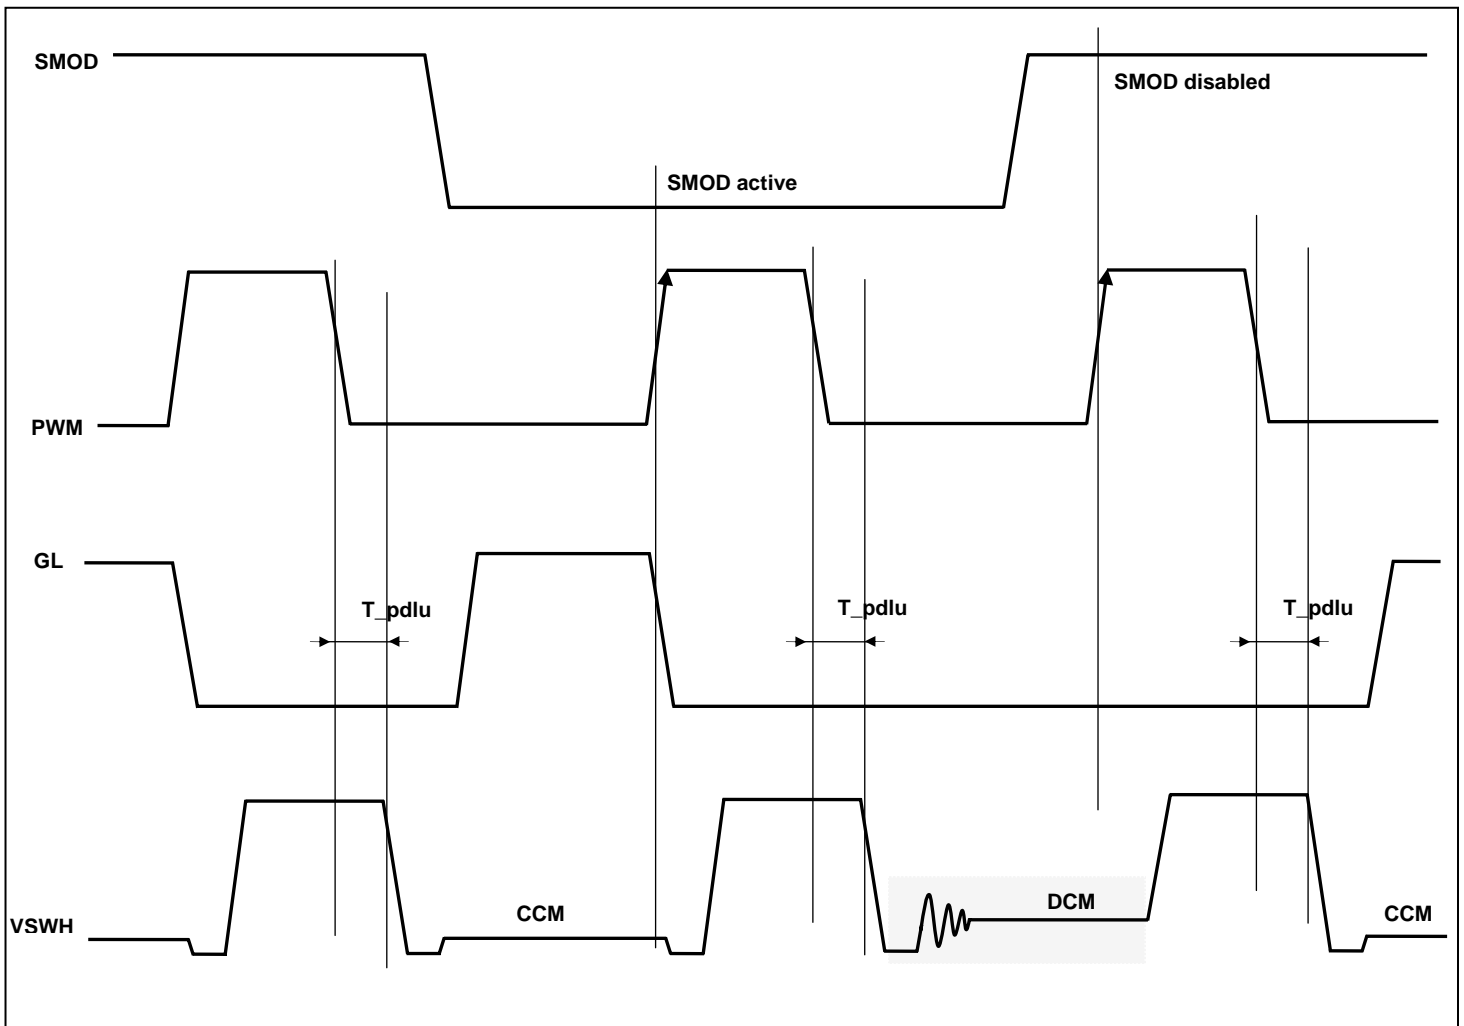 SMOD
SMOD disabled
SMOD active
PWM
GL
T_pdlu
T_pdlu
T_pdlu
CCM
DCM
CCM
VSWH